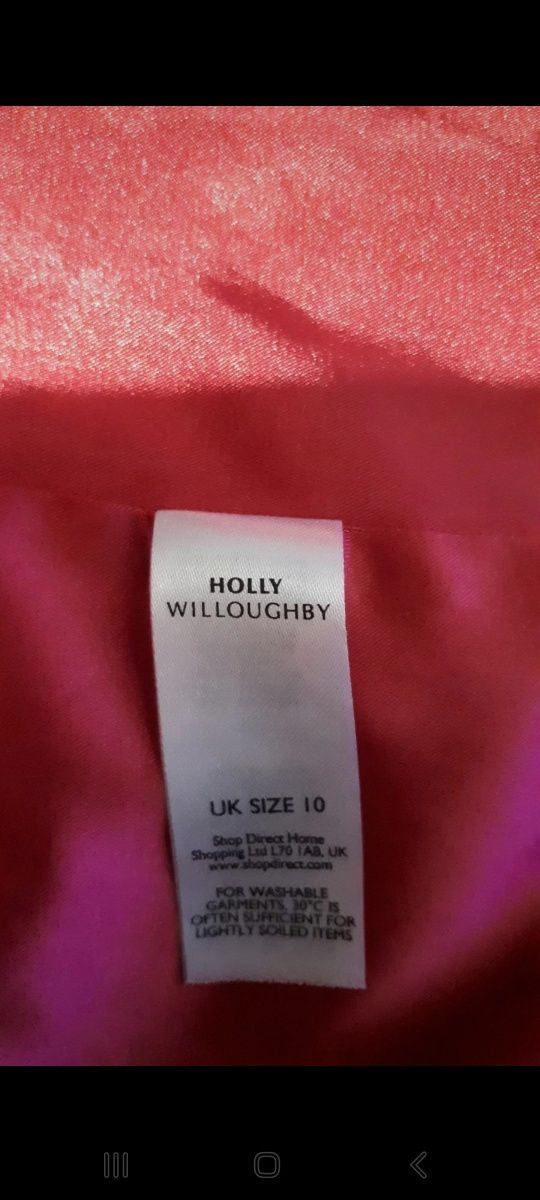 HOLLY
WILLOUGHBY
UK SIZE 10
Shop Direct Home
Shopping Ltd L70 1AB, UK
www.shopdirect.com
FOR WASHABLE
GARMENTS, 30°C IS
OFTEN SUFFICIENT FOR
LIGHTLY SOILED ITEMS